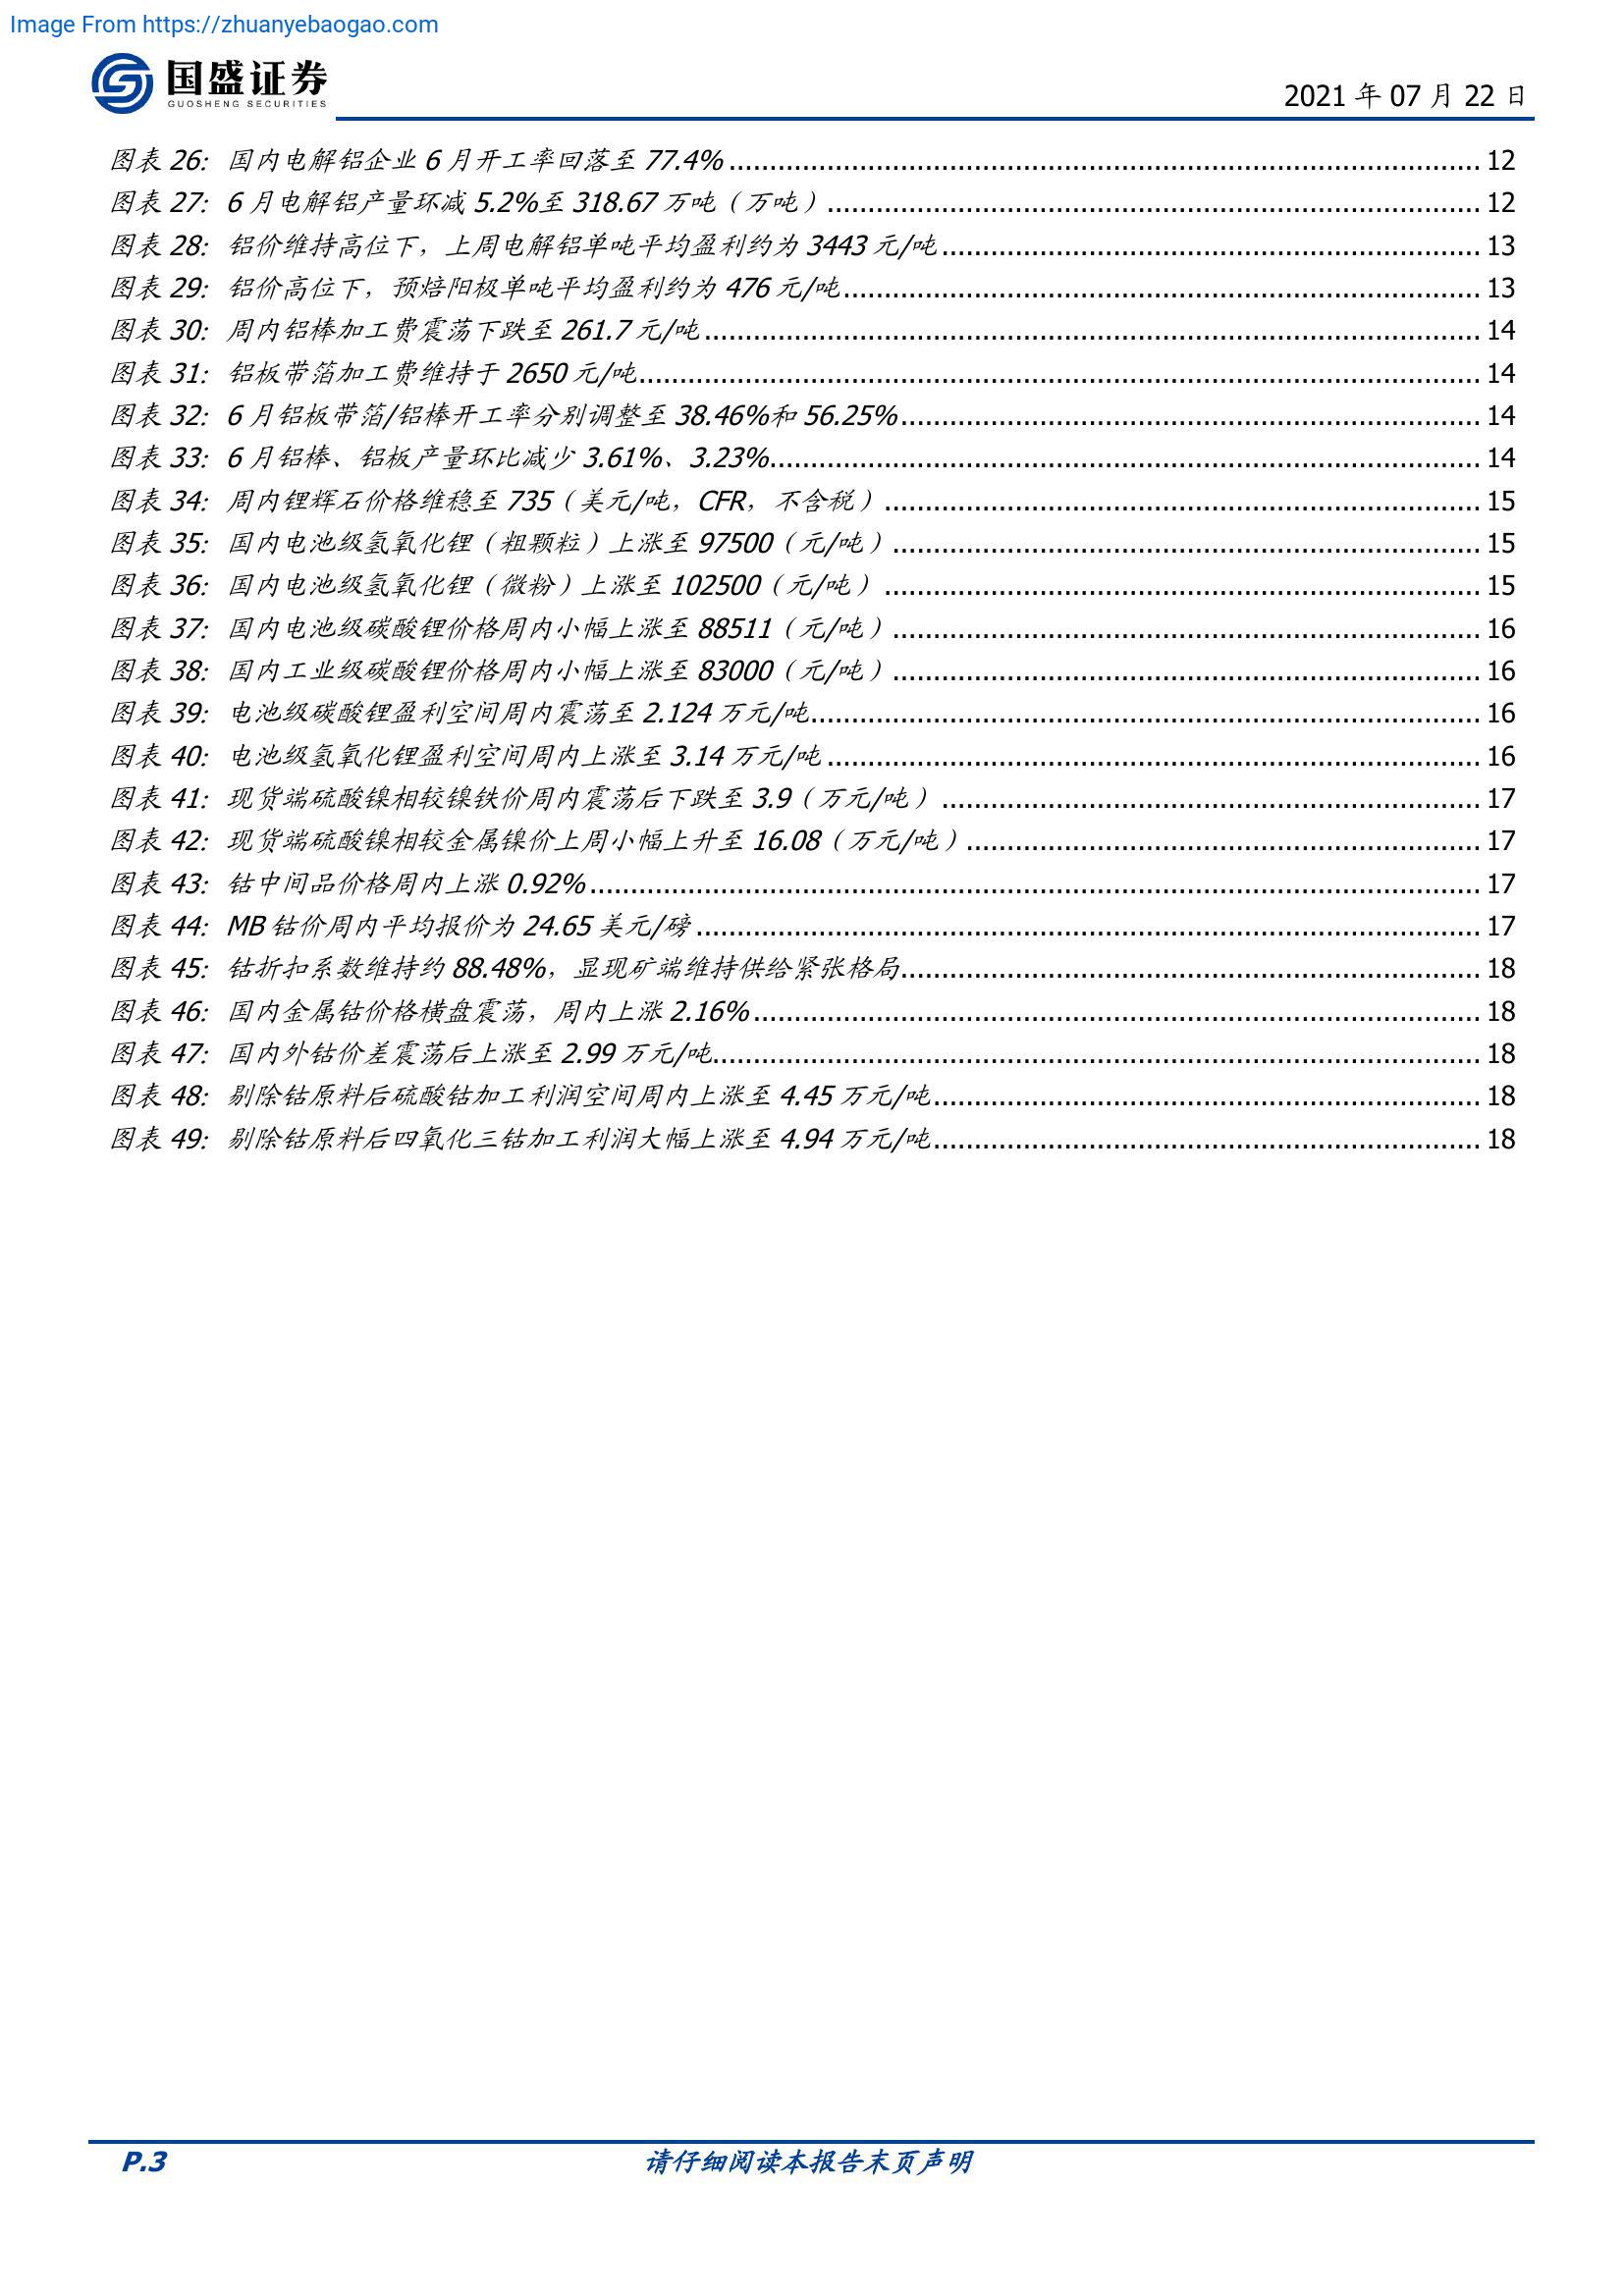 Image From https://zhuanyebaogao.com
国盛证券
GUOSHENG SECURITIES
2021 年 07 月 22 日
图表 26: 国内电解铝企业 6 月开工率回落至 77.4% 12
图表 27: 6 月电解铝产量环减 5.2%至 318.67 万吨（万吨） 12
图表 28: 铝价维持高位下，上周电解铝单吨平均盈利约为 3443 元/吨 13
图表 29: 铝价高位下，预焙阳极单吨平均盈利约为 476 元/吨 13
图表 30: 周内铝棒加工费震荡下跌至 261.7 元/吨 14
图表 31: 铝板带箔加工费维持于 2650 元/吨 14
图表 32: 6 月铝板带箔/铝棒开工率分别调整至 38.46%和 56.25% 14
图表 33: 6 月铝棒、铝板产量环比减少 3.61%、3.23% 14
图表 34: 周内锂辉石价格维稳至 735（美元/吨，CFR，不含税） 15
图表 35: 国内电池级氢氧化锂（粗颗粒）上涨至 97500（元/吨） 15
图表 36: 国内电池级氢氧化锂（微粉）上涨至 102500（元/吨） 15
图表 37: 国内电池级碳酸锂价格周内小幅上涨至 88511（元/吨） 16
图表 38: 国内工业级碳酸锂价格周内小幅上涨至 83000（元/吨） 16
图表 39: 电池级碳酸锂盈利空间周内震荡至 2.124 万元/吨 16
图表 40: 电池级氢氧化锂盈利空间周内上涨至 3.14 万元/吨 16
图表 41: 现货端硫酸镍相较镍铁价周内震荡后下跌至 3.9（万元/吨） 17
图表 42: 现货端硫酸镍相较金属镍价上周小幅上升至 16.08（万元/吨） 17
图表 43: 钴中间品价格周内上涨 0.92% 17
图表 44: MB 钴价周内平均报价为 24.65 美元/磅 17
图表 45: 钴折扣系数维持约 88.48%，显现矿端维持供给紧张格局 18
图表 46: 国内金属钴价格横盘震荡，周内上涨 2.16% 18
图表 47: 国内外钴价差震荡后上涨至 2.99 万元/吨 18
图表 48: 剔除钴原料后硫酸钴加工利润空间周内上涨至 4.45 万元/吨 18
图表 49: 剔除钴原料后四氧化三钴加工利润大幅上涨至 4.94 万元/吨 18
P.3
请仔细阅读本报告末页声明